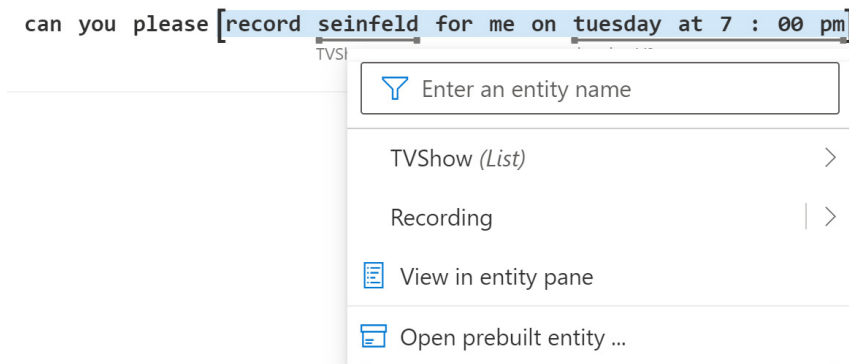 can you please [record seinfeld for me on tuesday at 7 : 00 pm]
Enter an entity name
TVShow (List)
Recording
View in entity pane
Open prebuilt entity ...